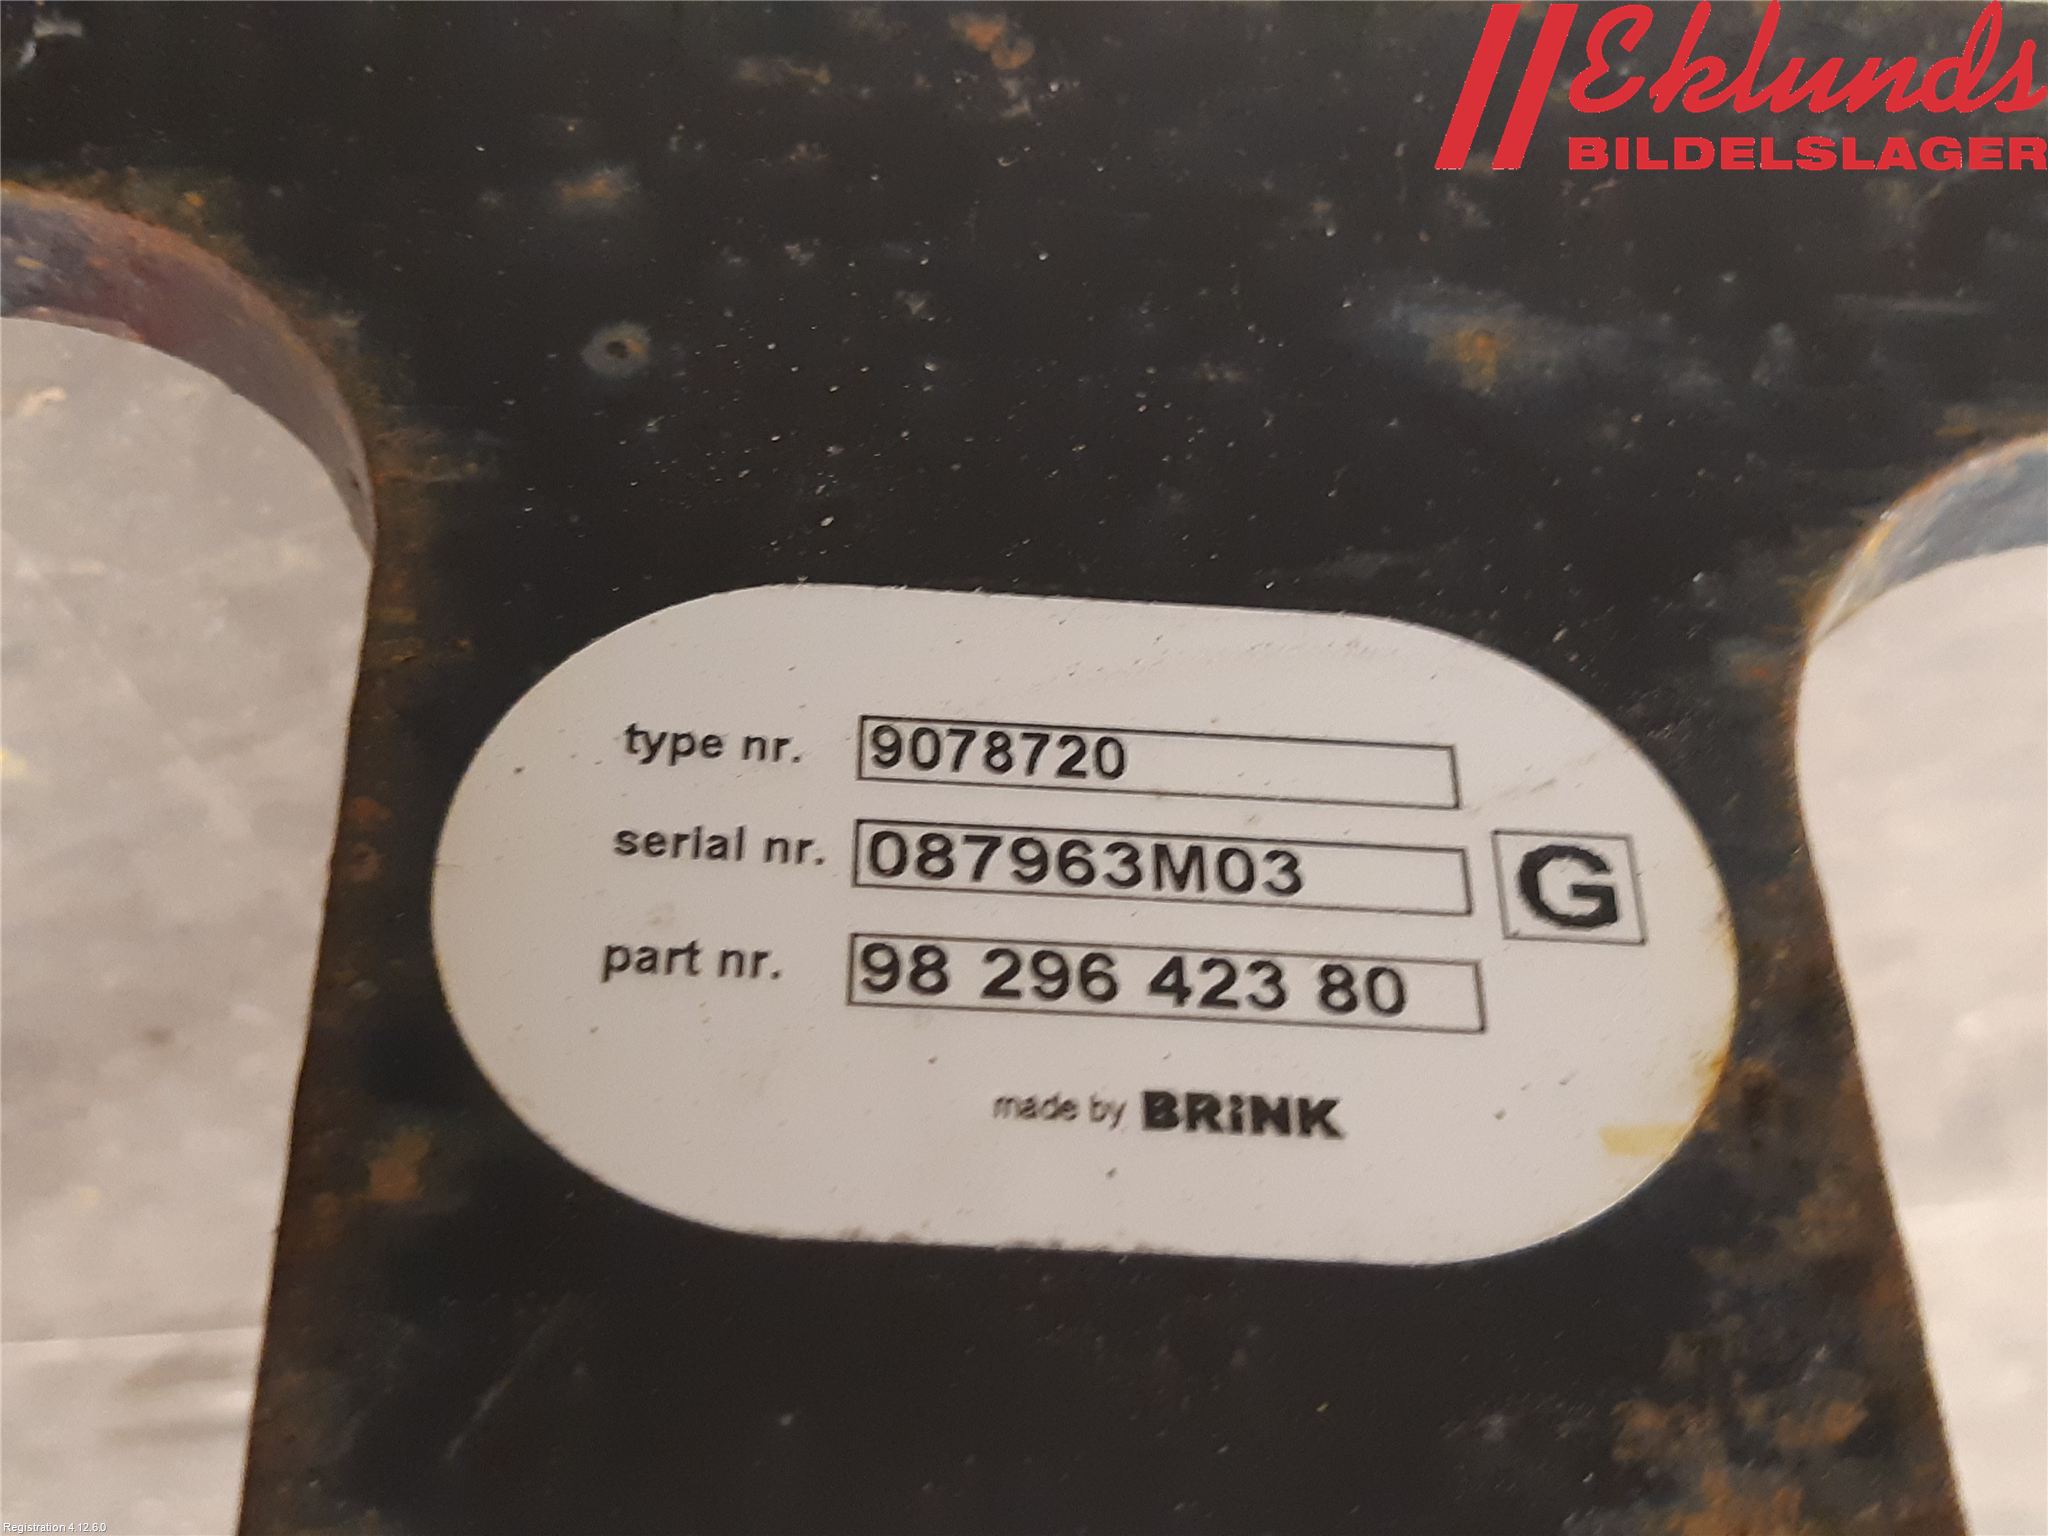 Eklunds
BILDELSLAGER
type nr. 9078720
serial nr. 087963M03 G
part nr. 98 296 423 80
made by BRiNK
Registration 4.12.6.0